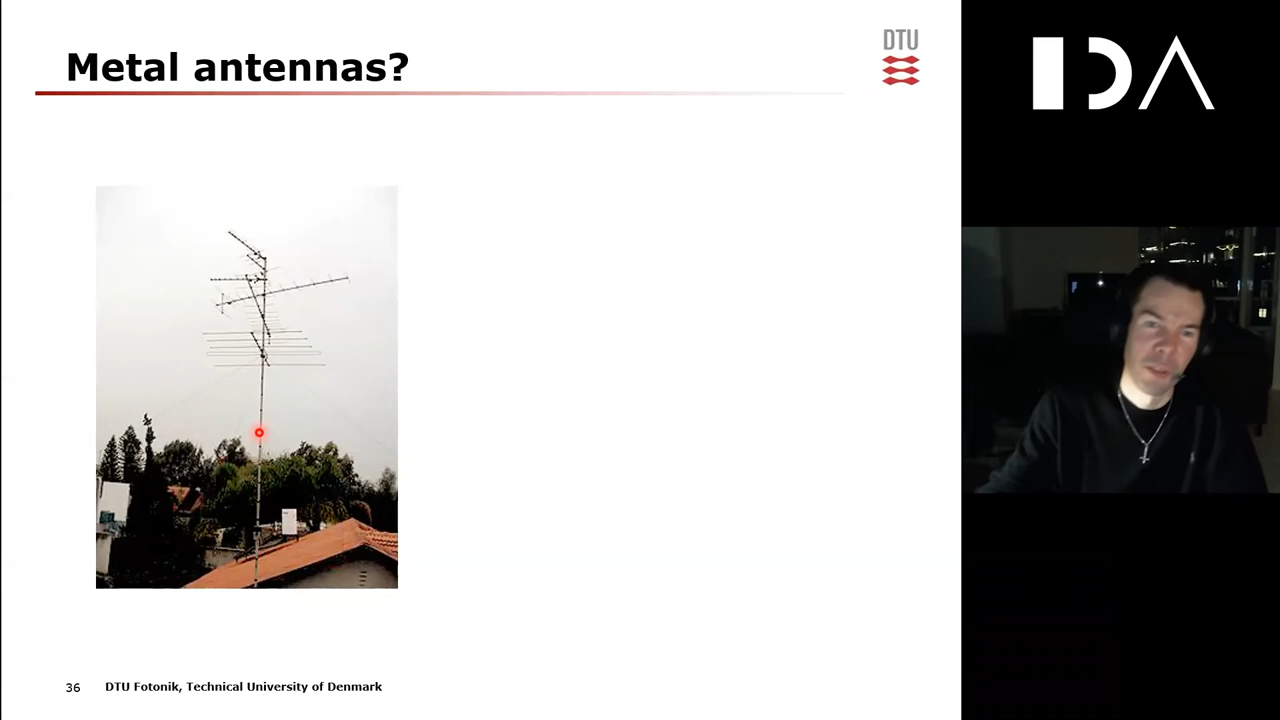 Metal antennas?
DTU
IDA
36 DTU Fotonik, Technical University of Denmark